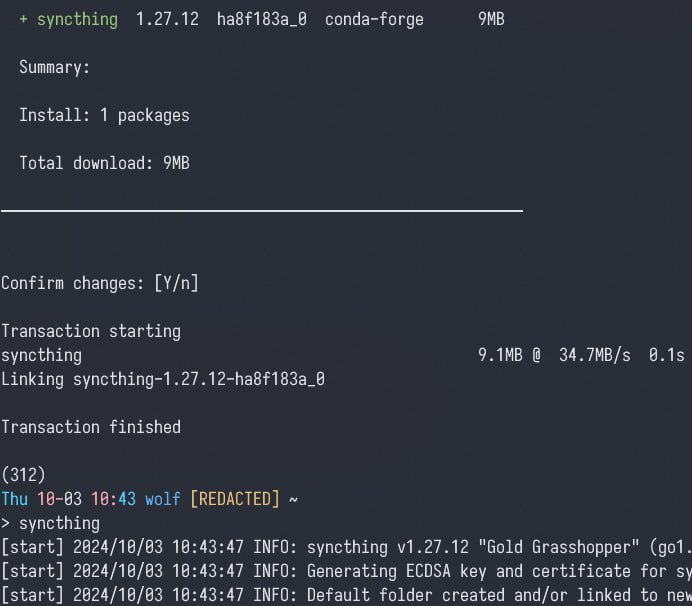 + syncthing  1.27.12  ha8f183a_0  conda-forge      9MB
Summary:
Install: 1 packages
Total download: 9MB
Confirm changes: [Y/n]
Transaction starting
syncthing                                            9.1MB @  34.7MB/s  0.1s
Linking syncthing-1.27.12-ha8f183a_0
Transaction finished
(312)
Thu 10-03 10:43 wolf [REDACTED] ~
> syncthing
[start] 2024/10/03 10:43:47 INFO: syncthing v1.27.12 "Gold Grasshopper" (go1.
[start] 2024/10/03 10:43:47 INFO: Generating ECDSA key and certificate for sy
[start] 2024/10/03 10:43:47 INFO: Default folder created and/or linked to new